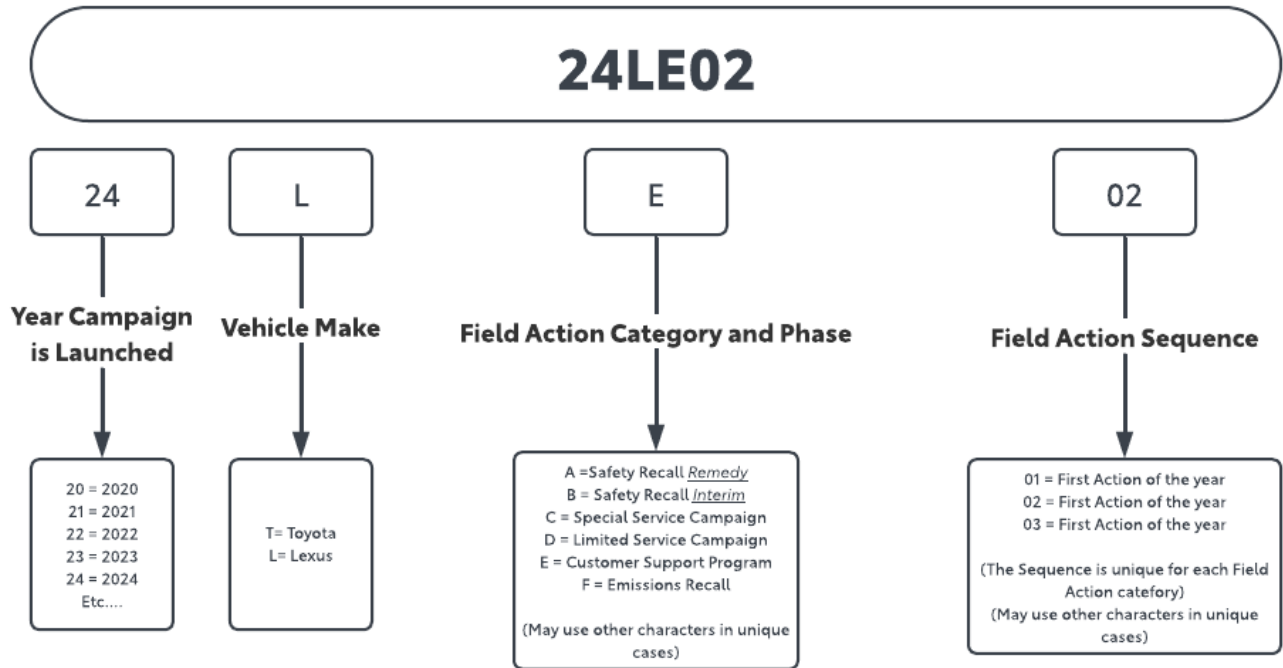 24LE02
24
L
E
02
Year Campaign
is Launched
Vehicle Make
Field Action Category and Phase
Field Action Sequence
20 = 2020
21 = 2021
22 = 2022
23 = 2023
24 = 2024
Etc....
T= Toyota
L= Lexus
A =Safety Recall Remedy
B = Safety Recall Interim
C = Special Service Campaign
D = Limited Service Campaign
E = Customer Support Program
F = Emissions Recall
(May use other characters in unique
cases)
01 = First Action of the year
02 = First Action of the year
03 = First Action of the year
(The Sequence is unique for each Field
Action catefory)
(May use other characters in unique
cases)